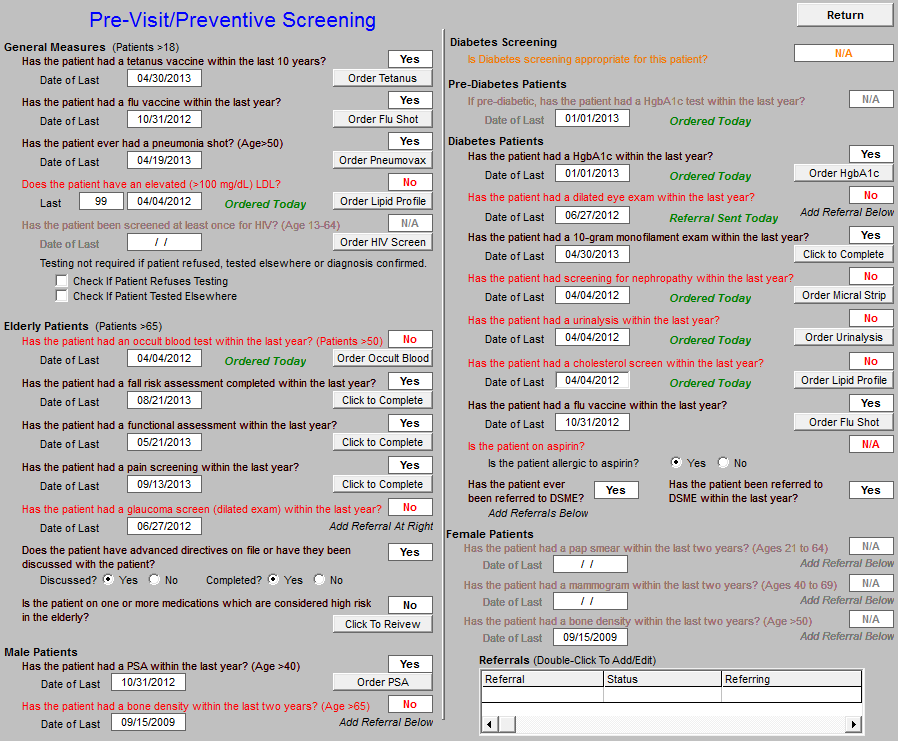 Pre-Visit/Preventive Screening
General Measures (Patients >18)
Has the patient had a tetanus vaccine within the last 10 years? Yes
Date of Last 04/30/2013 Order Tetanus
Has the patient had a flu vaccine within the last year? Yes
Date of Last 10/31/2012 Order Flu Shot
Has the patient ever had a pneumonia shot? (Age>50) Yes
Date of Last 04/19/2013 Order Pneumovax
Does the patient have an elevated (>100 mg/dL) LDL? No
Last 99 04/04/2012 Ordered Today Order Lipid Profile
Has the patient been screened at least once for HIV? (Age 13-64) N/A
Date of Last / / Order HIV Screen
Testing not required if patient refused, tested elsewhere or diagnosis confirmed.
Check If Patient Refuses Testing
Check If Patient Tested Elsewhere
Elderly Patients (Patients >65)
Has the patient had an occult blood test within the last year? (Patients >50) No
Date of Last 04/04/2012 Ordered Today Order Occult Blood
Has the patient had a fall risk assessment completed within the last year? Yes
Date of Last 08/21/2013 Click to Complete
Has the patient had a functional assessment within the last year? Yes
Date of Last 05/21/2013 Click to Complete
Has the patient had a pain screening within the last year? Yes
Date of Last 09/13/2013 Click to Complete
Has the patient had a glaucoma screen (dilated exam) within the last year? No
Date of Last 06/27/2012 Add Referral At Right
Does the patient have advanced directives on file or have they been Yes
discussed with the patient?
Discussed? Yes No Completed? Yes No
Is the patient on one or more medications which are considered high risk No
in the elderly? Click To Reivew
Male Patients
Has the patient had a PSA within the last year? (Age >40) Yes
Date of Last 10/31/2012 Order PSA
Has the patient had a bone density within the last two years? (Age >65) No
Date of Last 09/15/2009 Add Referral Below
Return
Diabetes Screening
Is Diabetes screening appropriate for this patient? N/A
Pre-Diabetes Patients
If pre-diabetic, has the patient had a HgbA1c test within the last year? N/A
Date of Last 01/01/2013 Ordered Today
Diabetes Patients
Has the patient had a HgbA1c within the last year? Yes
Date of Last 01/01/2013 Ordered Today Order HgbA1c
Has the patient had a dilated eye exam within the last year? No
Date of Last 06/27/2012 Referral Sent Today Add Referral Below
Has the patient had a 10-gram monofilament exam within the last year? Yes
Date of Last 04/30/2013 Click to Complete
Has the patient had screening for nephropathy within the last year? No
Date of Last 04/04/2012 Ordered Today Order Micral Strip
Has the patient had a urinalysis within the last year? No
Date of Last 04/04/2012 Ordered Today Order Urinalysis
Has the patient had a cholesterol screen within the last year? No
Date of Last 04/04/2012 Ordered Today Order Lipid Profile
Has the patient had a flu vaccine within the last year? Yes
Date of Last 10/31/2012 Order Flu Shot
Is the patient on aspirin? N/A
Is the patient allergic to aspirin? Yes No
Has the patient ever Yes Has the patient been referred to Yes
been referred to DSME? DSME within the last year?
Add Referrals Below
Female Patients
Has the patient had a pap smear within the last two years? (Ages 21 to 64) N/A
Date of Last / / Add Referral Below
Has the patient had a mammogram within the last two years? (Ages 40 to 69) N/A
Date of Last / / Add Referral Below
Has the patient had a bone density within the last two years? (Age >50) N/A
Date of Last 09/15/2009 Add Referral Below
Referrals (Double-Click To Add/Edit)
Referral Status Referring